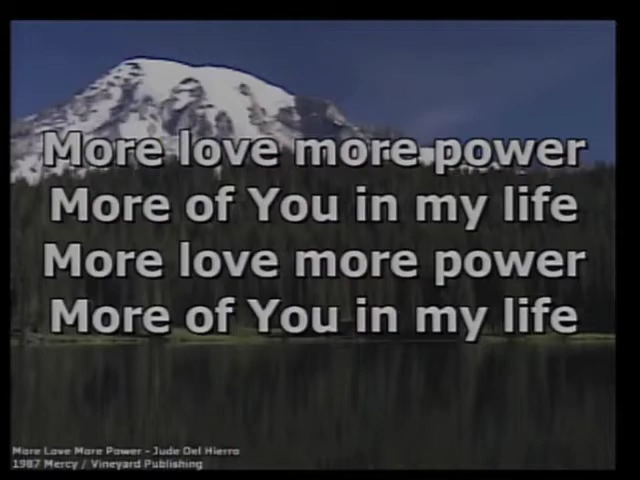 More love more power
More of You in my life
More love more power
More of You in my life
More Love More Power - Jude Del Hierro
1987 Mercy / Vineyard Publishing